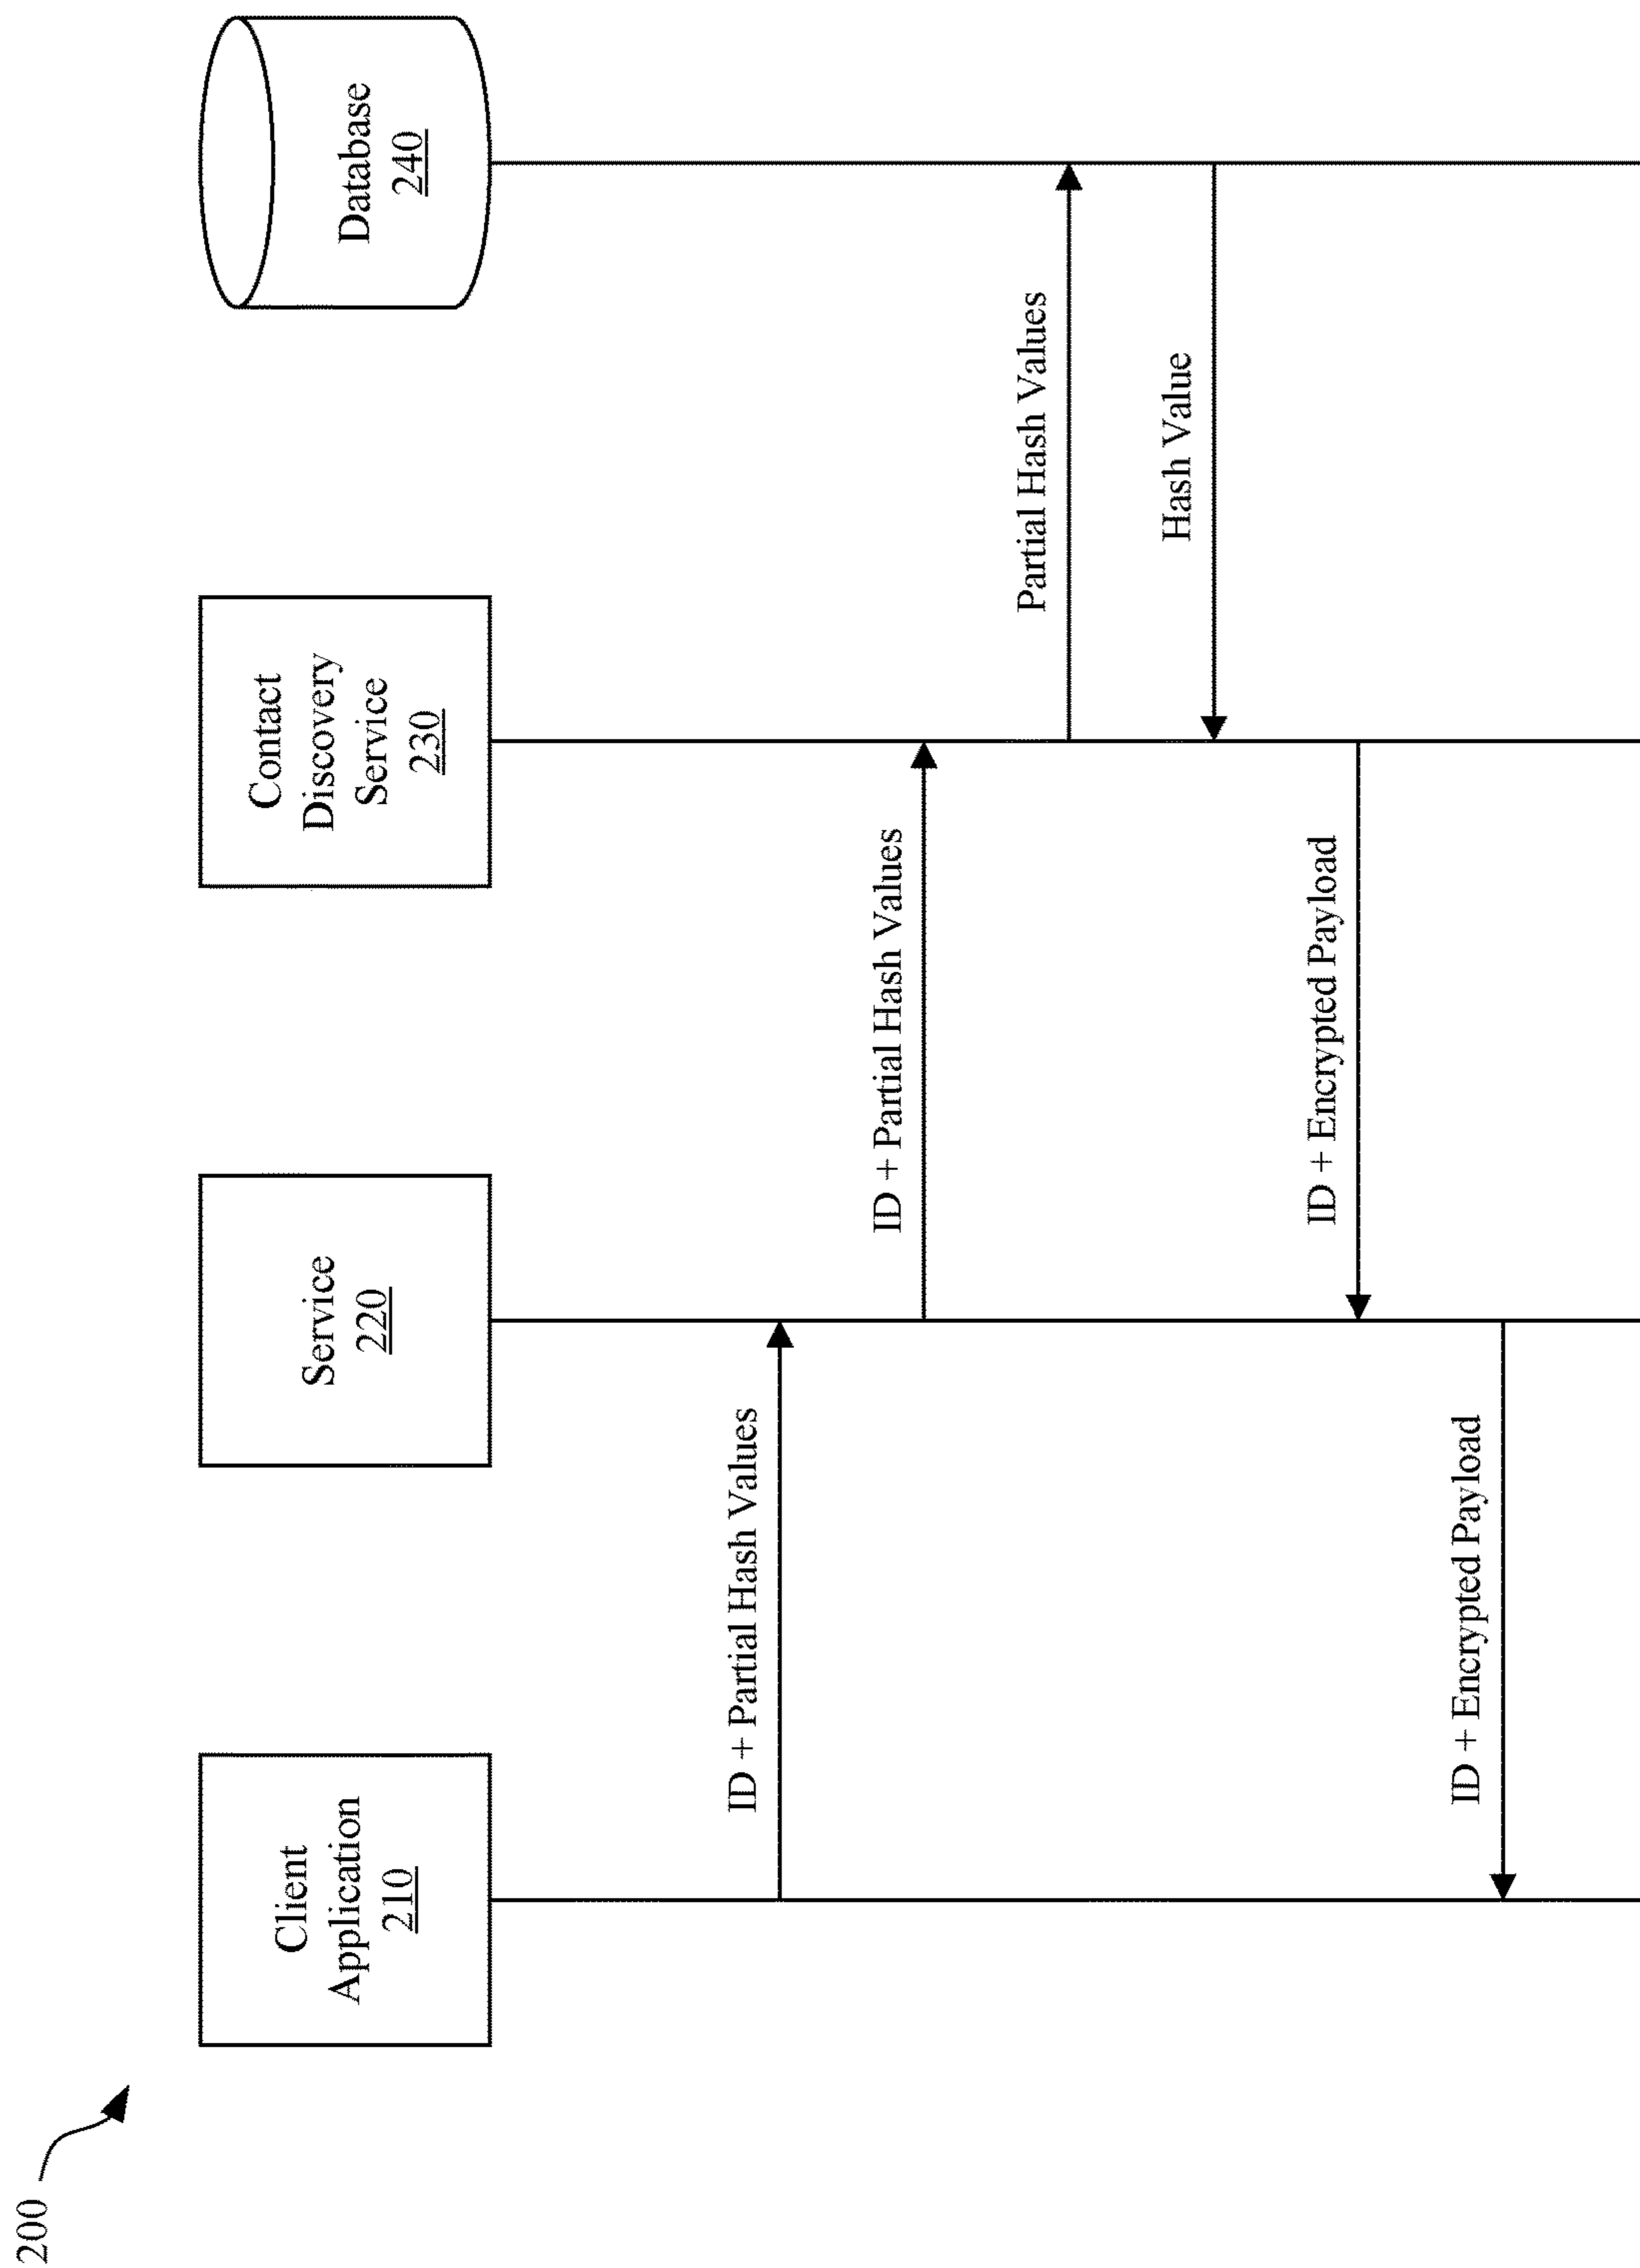 200
Client
Application
210
Service
220
Contact
Discovery
Service
230
Database
240
ID + Partial Hash Values
ID + Partial Hash Values
Partial Hash Values
Hash Value
ID + Encrypted Payload
ID + Encrypted Payload